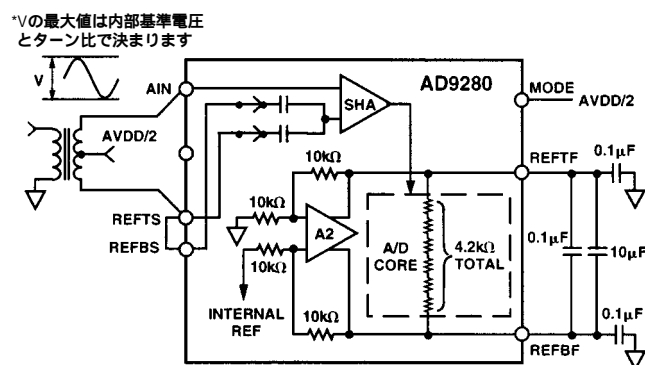 *Vの最大値は内部基準電圧
とターン比で決まります
V
AIN
AVDD/2
REFTS
REFBS
SHA
AD9280
MODE
AVDD/2
10kΩ
10kΩ
A2
10kΩ
INTERNAL
REF
10kΩ
A/D
CORE
4.2kΩ
TOTAL
REFTF
0.1µF
0.1µF
10µF
0.1µF
REFBF